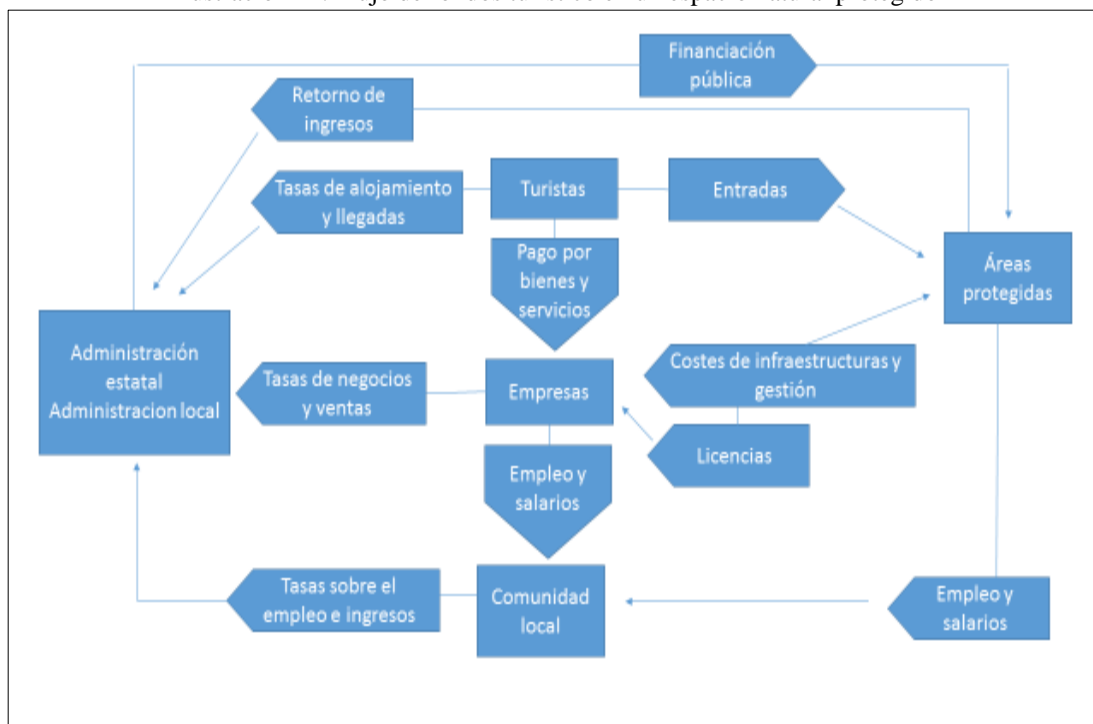 Financiación
pública
Retorno de
ingresos
Tasas de alojamiento
y llegadas
Turistas
Entradas
Pago por
bienes y
servicios
Áreas
protegidas
Administración
estatal
Administracion local
Tasas de negocios
y ventas
Empresas
Costes de infraestructuras y
gestión
Licencias
Empleo y
salarios
Tasas sobre el
empleo e ingresos
Comunidad
local
Empleo y
salarios